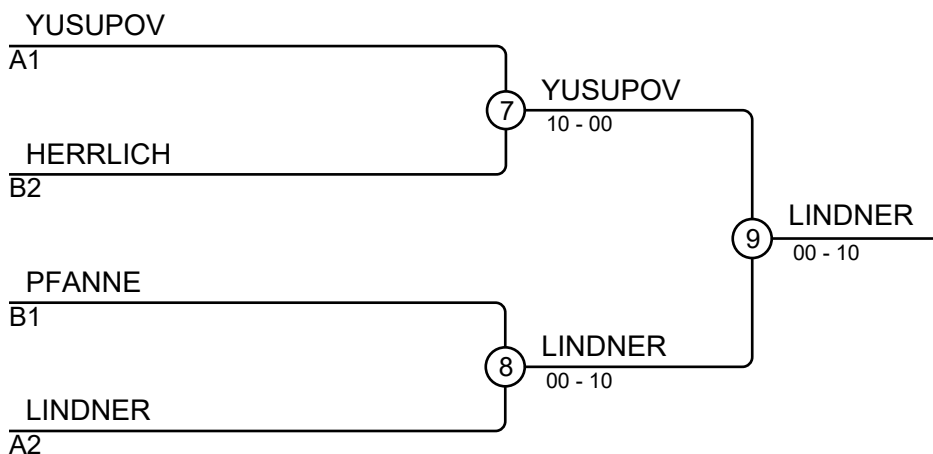 YUSUPOV
A1
7
YUSUPOV
10 - 00
HERRLICH
B2
9
LINDNER
00 - 10
PFANNE
B1
8
LINDNER
00 - 10
LINDNER
A2